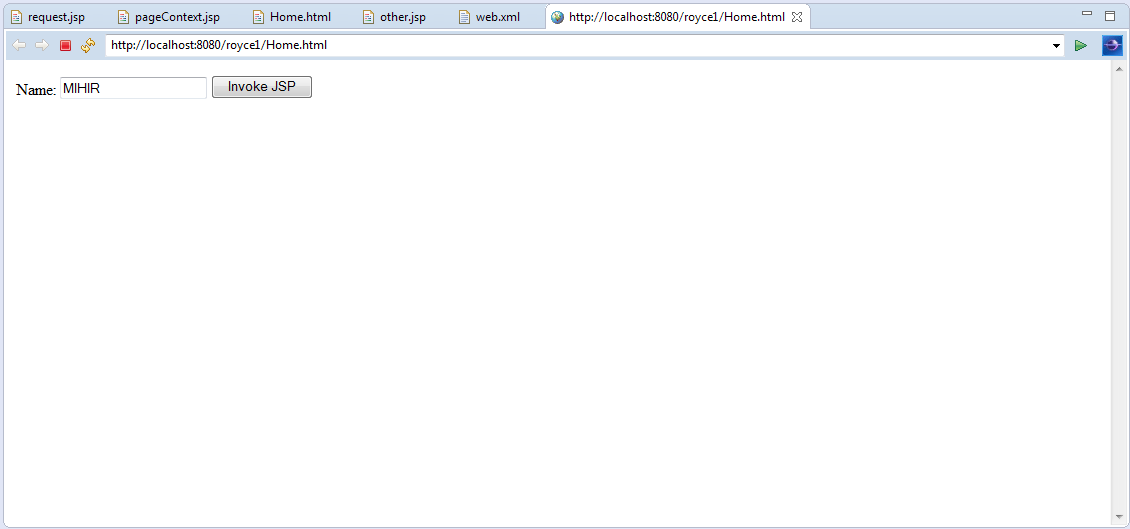 request.jsp pageContext.jsp Home.html other.jsp web.xml http://localhost:8080/royce1/Home.html
http://localhost:8080/royce1/Home.html
Name: MIHIR Invoke JSP